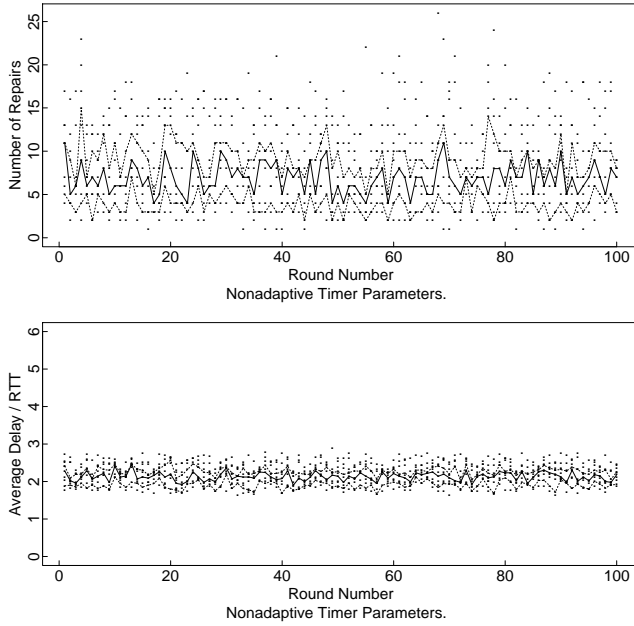 Number of Repairs
25
20
15
10
5
0
0 20 40 60 80 100
Round Number
Nonadaptive Timer Parameters.
Average Delay / RTT
6
5
4
3
2
1
0
0 20 40 60 80 100
Round Number
Nonadaptive Timer Parameters.